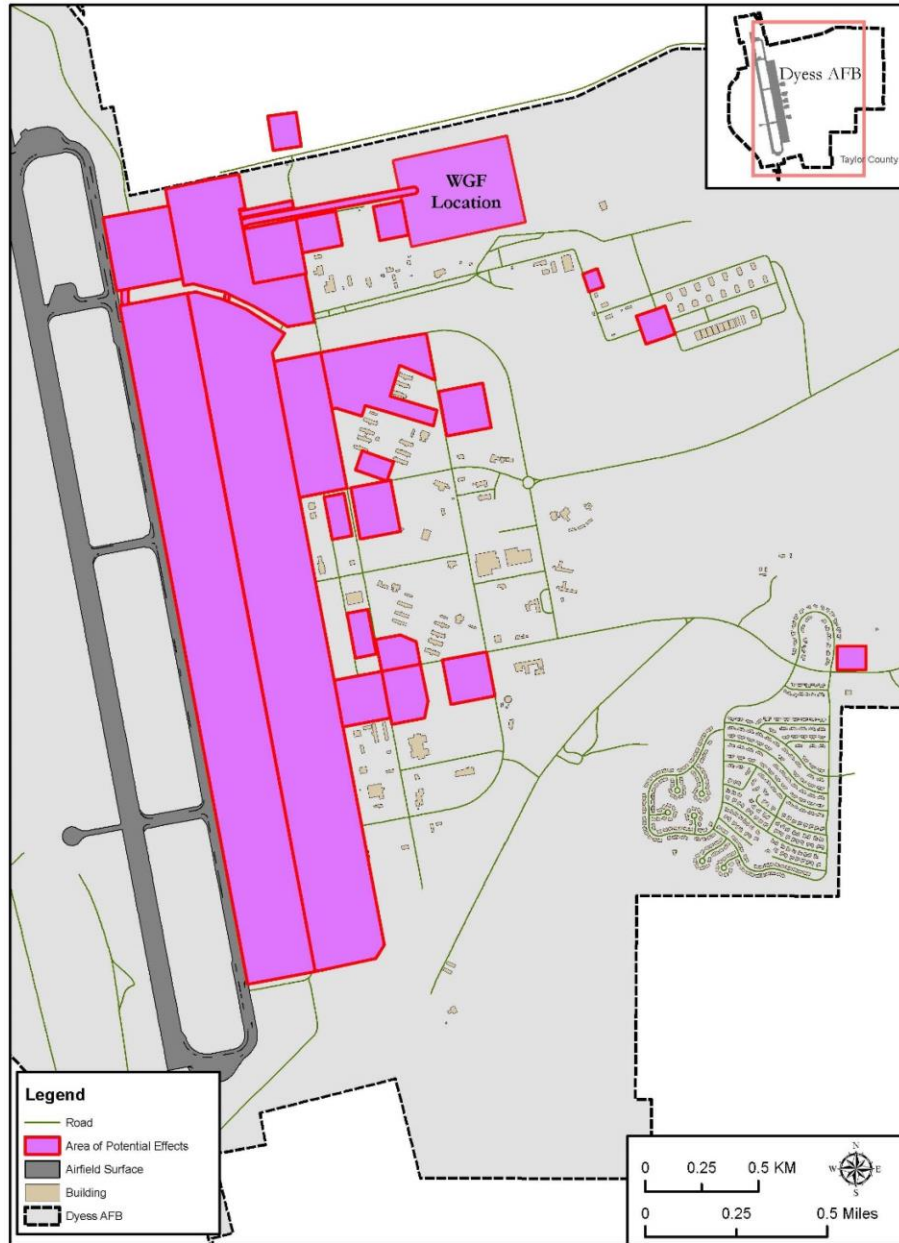 Dyess AFB
Taylor County
WGF
Location
Legend
Road
Area of Potential Effects
Airfield Surface
Building
Dyess AFB
0 0.25 0.5 KM
0 0.25 0.5 Miles
N
W E
S